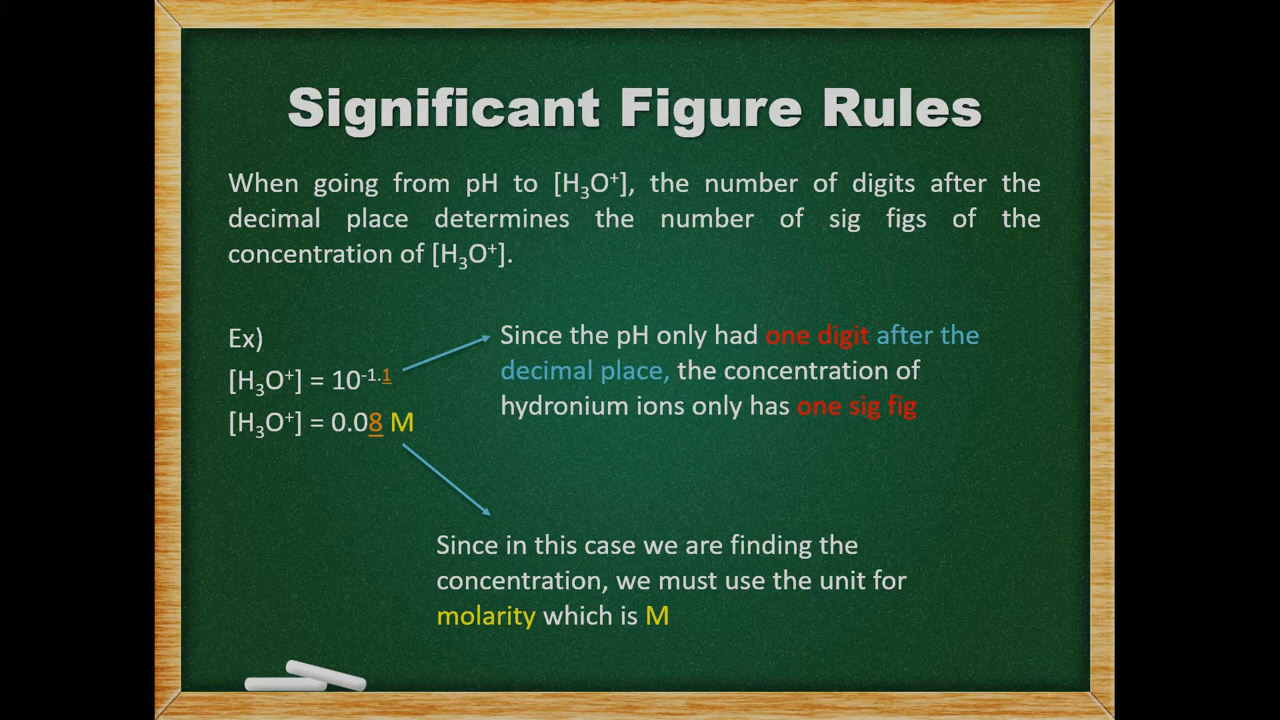 Significant Figure Rules
When going from pH to [H₃O⁺], the number of digits after the
decimal place determines the number of sig figs of the
concentration of [H₃O⁺].
Ex)
[H₃O⁺] = 10⁻¹·¹
[H₃O⁺] = 0.08 M
Since the pH only had one digit after the
decimal place, the concentration of
hydronium ions only has one sig fig
Since in this case we are finding the
concentration, we must use the unit for
molarity which is M